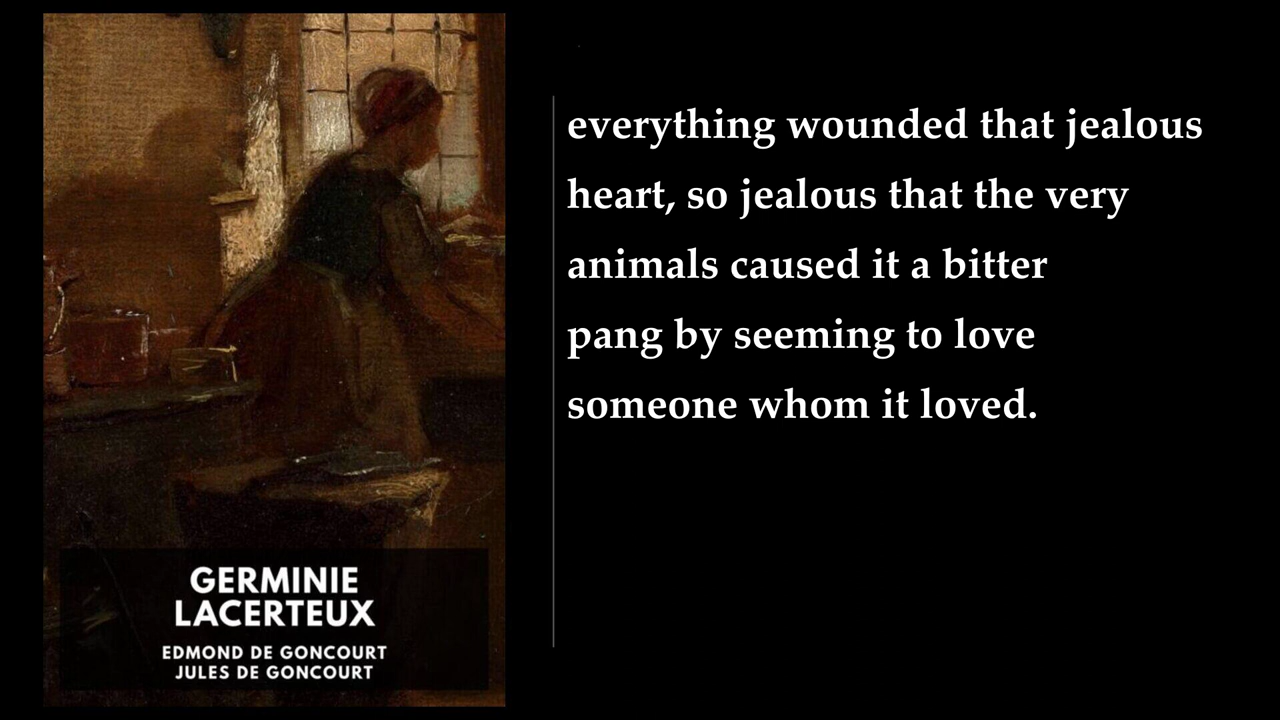 everything wounded that jealous
heart, so jealous that the very
animals caused it a bitter
pang by seeming to love
someone whom it loved.
GERMINIE
LACERTEUX
EDMOND DE GONCOURT
JULES DE GONCOURT